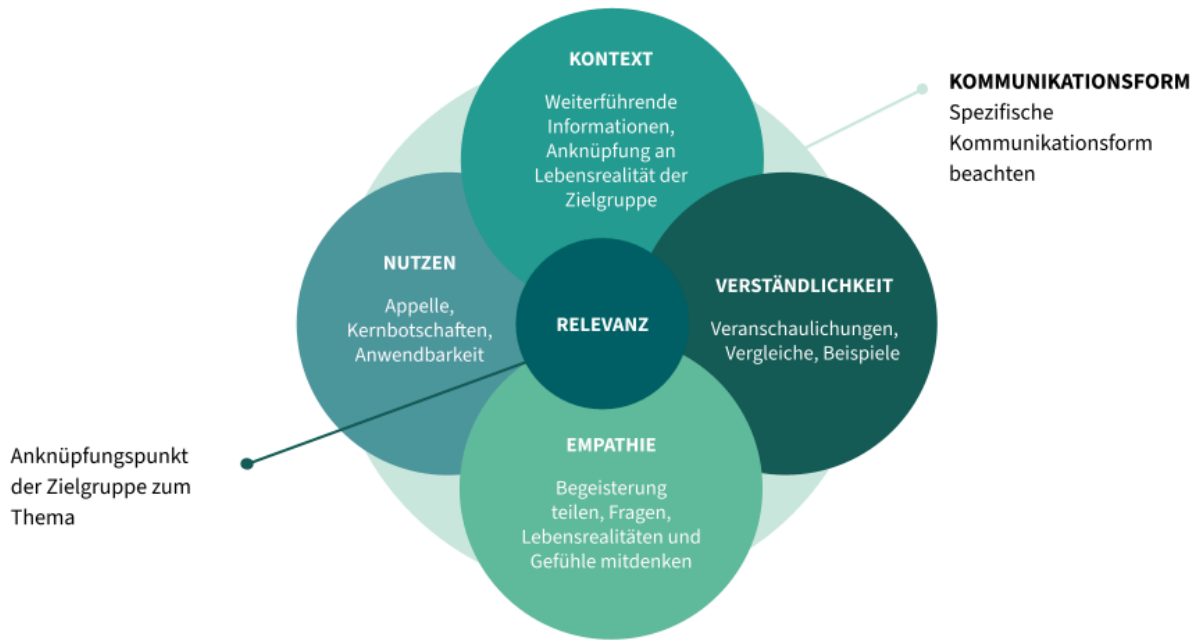 KONTEXT
Weiterführende
Informationen,
Anknüpfung an
Lebensrealität der
Zielgruppe
KOMMUNIKATIONSFORM
Spezifische
Kommunikationsform
beachten
NUTZEN
Appelle,
Kernbotschaften,
Anwendbarkeit
RELEVANZ
VERSTÄNDLICHKEIT
Veranschaulichungen,
Vergleiche, Beispiele
Anknüpfungspunkt
der Zielgruppe zum
Thema
EMPATHIE
Begeisterung
teilen, Fragen,
Lebensrealitäten und
Gefühle mitdenken